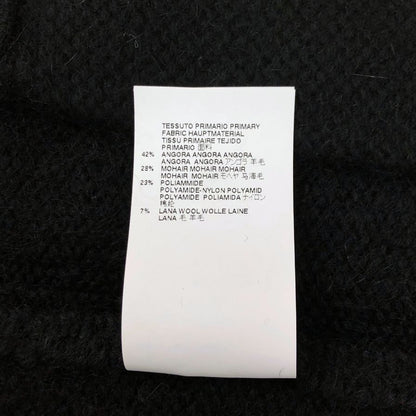 TESSUTO PRIMARIO PRIMARY
FABRIC HAUPTMATERIAL
TISSU PRIMAIRE TEJIDO
PRIMARIO 面料
42% ANGORA ANGORA ANGORA
ANGORA ANGORA アンゴラ 羊毛
28% MOHAIR MOHAIR MOHAIR
MOHAIR MOHAIR モヘヤ 马海毛
23% POLIAMMIDE
POLYAMIDE-NYLON POLYAMID
POLYAMIDE POLIAMIDA ナイロン
锦纶
7% LANA WOOL WOLLE LAINE
LANA 毛 羊毛